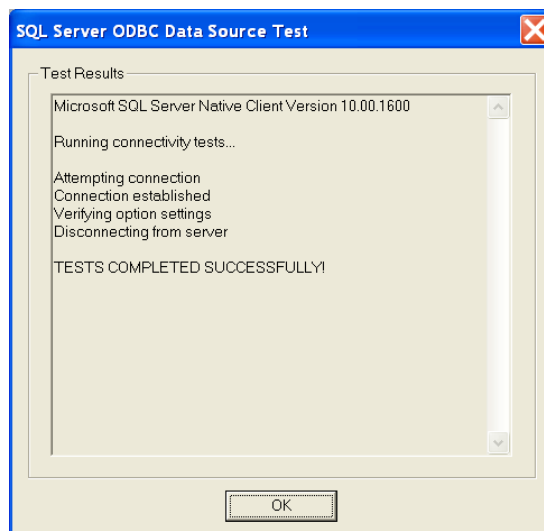 SQL Server ODBC Data Source Test
Test Results
Microsoft SQL Server Native Client Version 10.00.1600
Running connectivity tests...
Attempting connection
Connection established
Verifying option settings
Disconnecting from server
TESTS COMPLETED SUCCESSFULLY!
OK